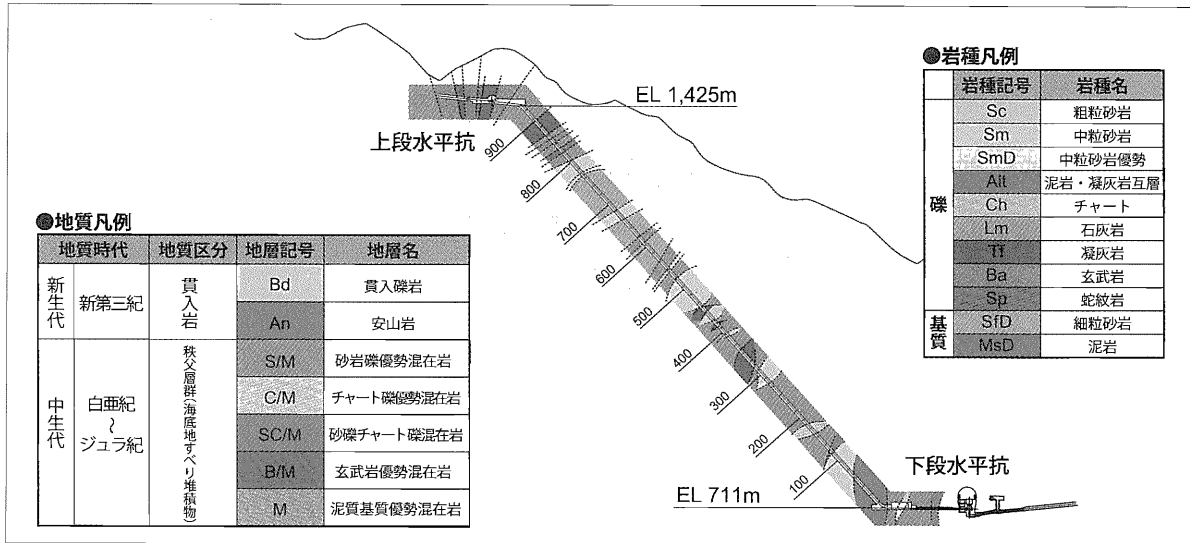 EL 1,425m
上段水平抗
900
800
700
600
500
400
300
200
100
下段水平抗
EL 711m
●地質凡例
地質時代 地質区分 地層記号 地層名
新生代 新第三紀 貫入岩 Bd 貫入礫岩
An 安山岩
中生代 白亜紀～ジュラ紀 秩父層群(海底地すべり堆積物) S/M 砂岩礫優勢混在岩
C/M チャート礫優勢混在岩
SC/M 砂礫チャート礫混在岩
B/M 玄武岩優勢混在岩
M 泥質基質優勢混在岩
●岩種凡例
岩種記号 岩種名
礫 Sc 粗粒砂岩
Sm 中粒砂岩
SmD 中粒砂岩優勢
Alt 泥岩・凝灰岩互層
Ch チャート
Lm 石灰岩
Tf 凝灰岩
Ba 玄武岩
Sp 蛇紋岩
基質 SfD 細粒砂岩
MsD 泥岩